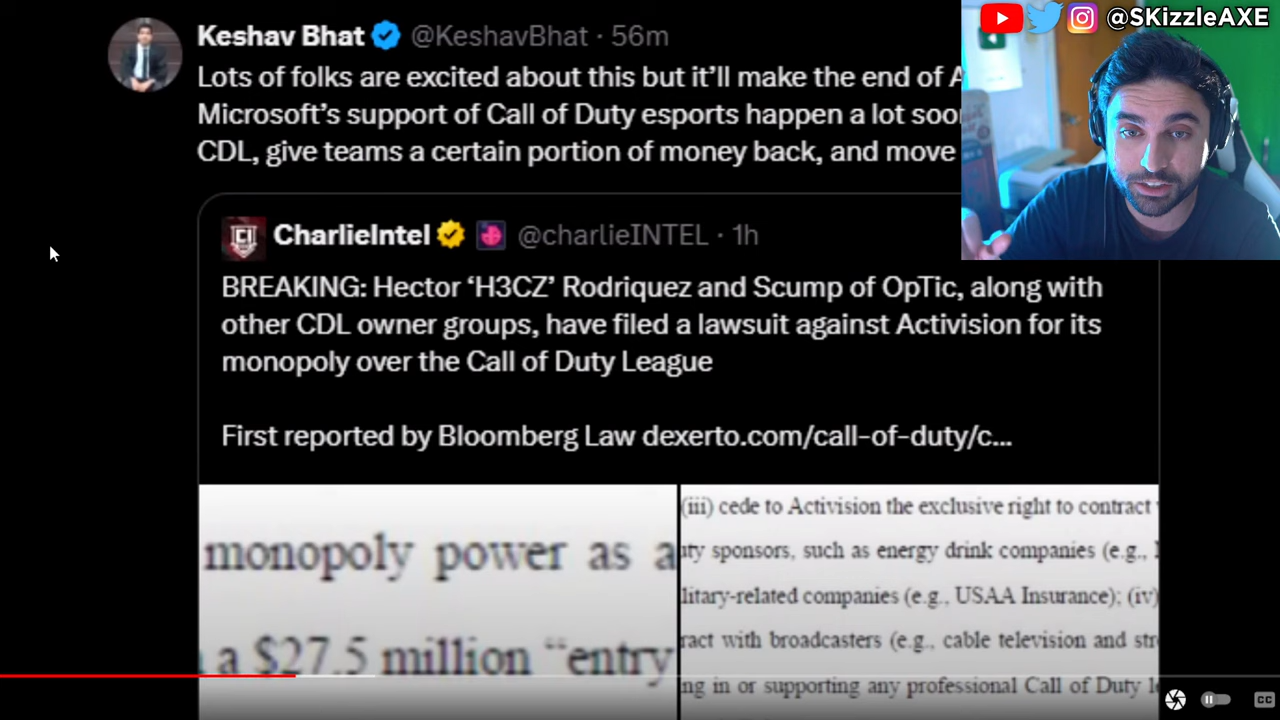 @SKizzleAXE
Keshav Bhat @KeshavBhat · 56m
Lots of folks are excited about this but it'll make the end of A
Microsoft's support of Call of Duty esports happen a lot soo
CDL, give teams a certain portion of money back, and move
CharlieIntel @charlieINTEL · 1h
BREAKING: Hector ‘H3CZ’ Rodriquez and Scump of OpTic, along with
other CDL owner groups, have filed a lawsuit against Activision for its
monopoly over the Call of Duty League
First reported by Bloomberg Law dexerto.com/call-of-duty/c...
monopoly power as a
a $27.5 million “entry
(iii) cede to Activision the exclusive right to contract
ty sponsors, such as energy drink companies (e.g.,
litary-related companies (e.g., USAA Insurance); (iv)
ract with broadcasters (e.g., cable television and str
ng in or supporting any professional Call of Duty l
CC